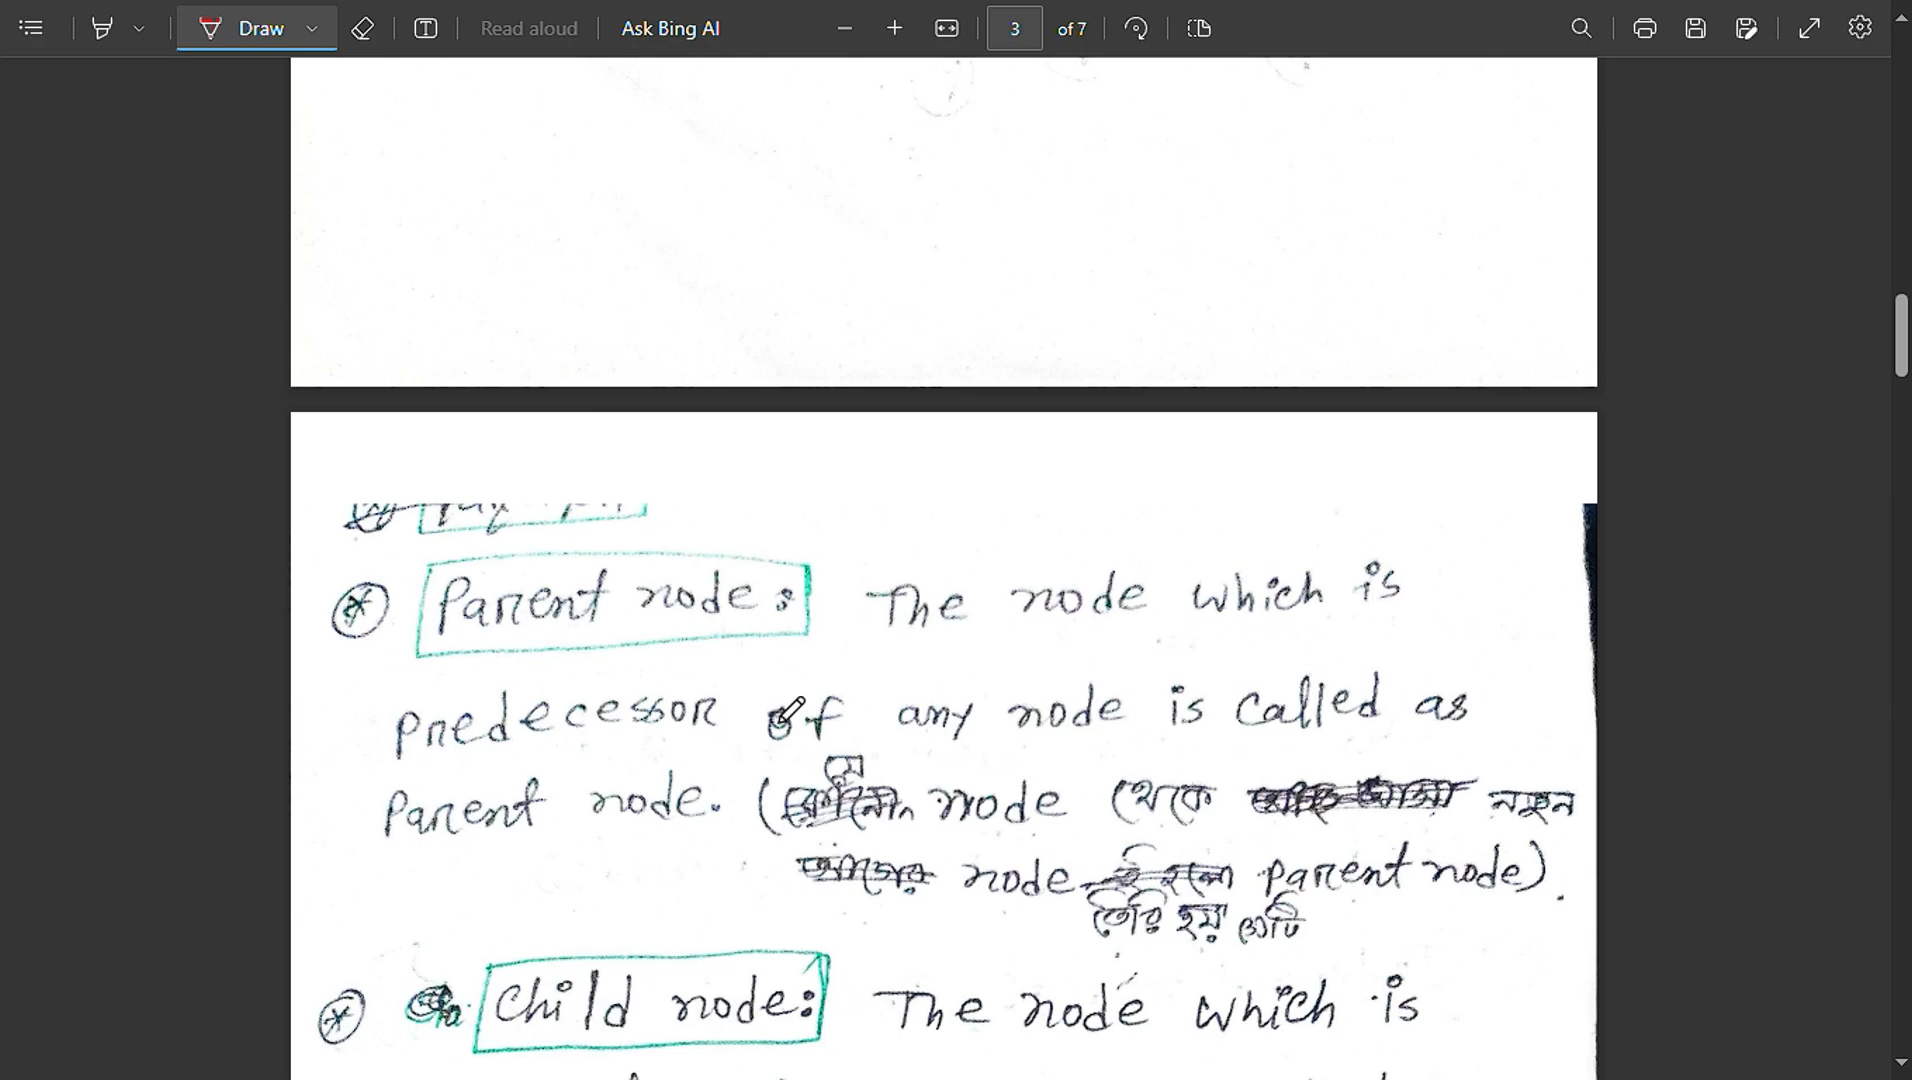 Draw
Read aloud
Ask Bing AI
3 of 7
Parent node: The node which is
predecessor of any node is called as
parent node. (যে node থেকে নতুন
node parent node).
তৈরি হয় ওটি
Child node: The node which is